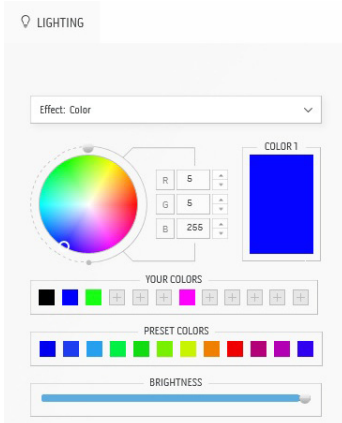 LIGHTING
Effect: Color
COLOR 1
R 5
G 5
B 255
YOUR COLORS
PRESET COLORS
BRIGHTNESS